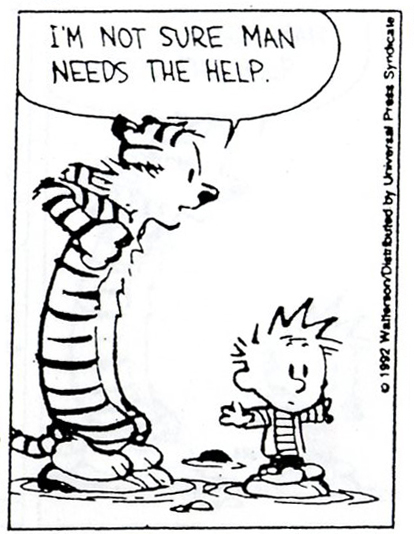 I'M NOT SURE MAN
NEEDS THE HELP.
© 1992 Watterson/Distributed by Universal Press Syndicate